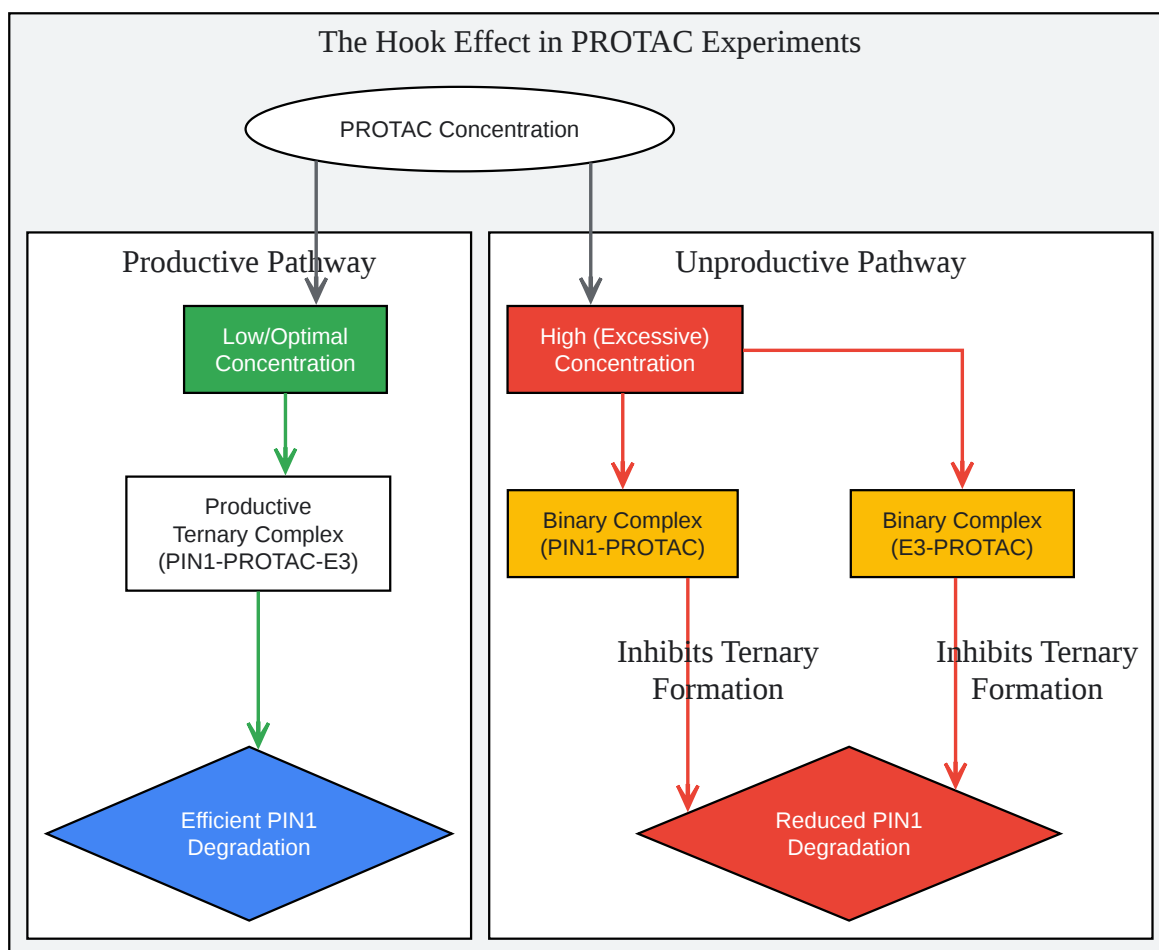 The Hook Effect in PROTAC Experiments
PROTAC Concentration
Productive Pathway
Low/Optimal
Concentration
Productive
Ternary Complex
(PIN1-PROTAC-E3)
Efficient PIN1
Degradation
Unproductive Pathway
High (Excessive)
Concentration
Binary Complex
(PIN1-PROTAC)
Binary Complex
(E3-PROTAC)
Inhibits Ternary
Formation
Inhibits Ternary
Formation
Reduced PIN1
Degradation